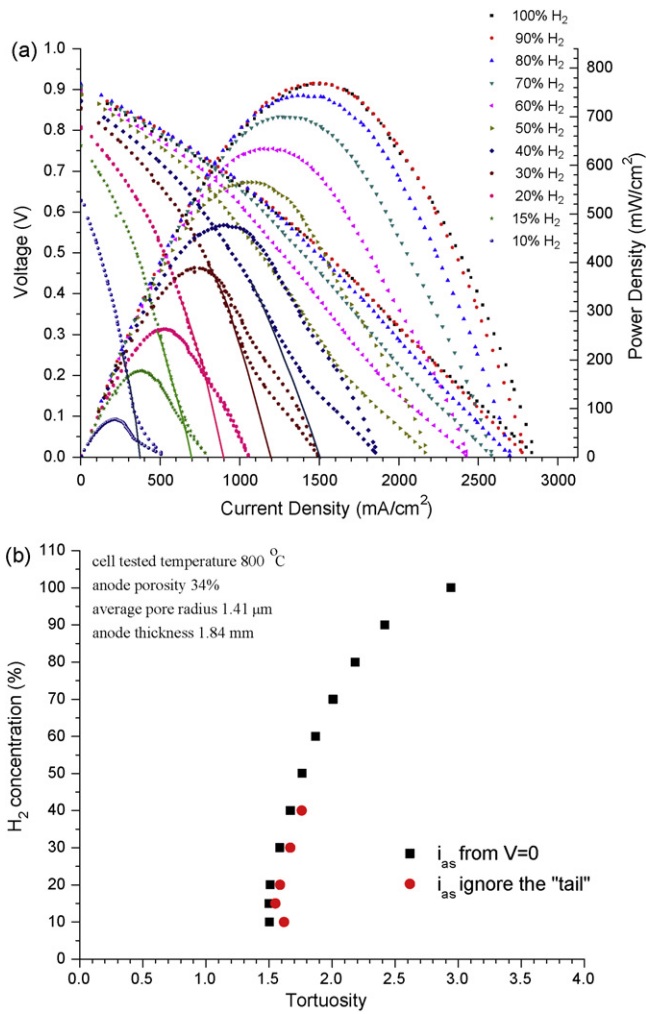 (a)
100% H2
90% H2
80% H2
70% H2
60% H2
50% H2
40% H2
30% H2
20% H2
15% H2
10% H2
1.0
0.9
0.8
0.7
0.6
0.5
0.4
0.3
0.2
0.1
0.0
Voltage (V)
800
700
600
500
400
300
200
100
0
Power Density (mW/cm²)
0 500 1000 1500 2000 2500 3000
Current Density (mA/cm²)
(b)
cell tested temperature 800 °C
anode porosity 34%
average pore radius 1.41 μm
anode thickness 1.84 mm
110
100
90
80
70
60
50
40
30
20
10
0
H2 concentration (%)
ias from V=0
ias ignore the "tail"
0.0 0.5 1.0 1.5 2.0 2.5 3.0 3.5 4.0
Tortuosity